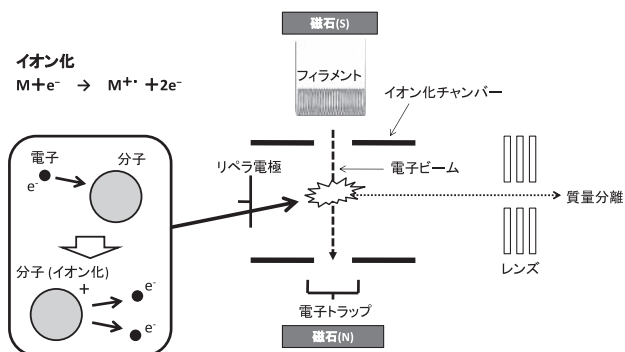 磁石(S)
イオン化
M+e⁻ → M⁺· +2e⁻
フィラメント
イオン化チャンバー
電子
分子
e⁻
リペラ電極
電子ビーム
質量分離
分子(イオン化)
+
e⁻
e⁻
レンズ
電子トラップ
磁石(N)